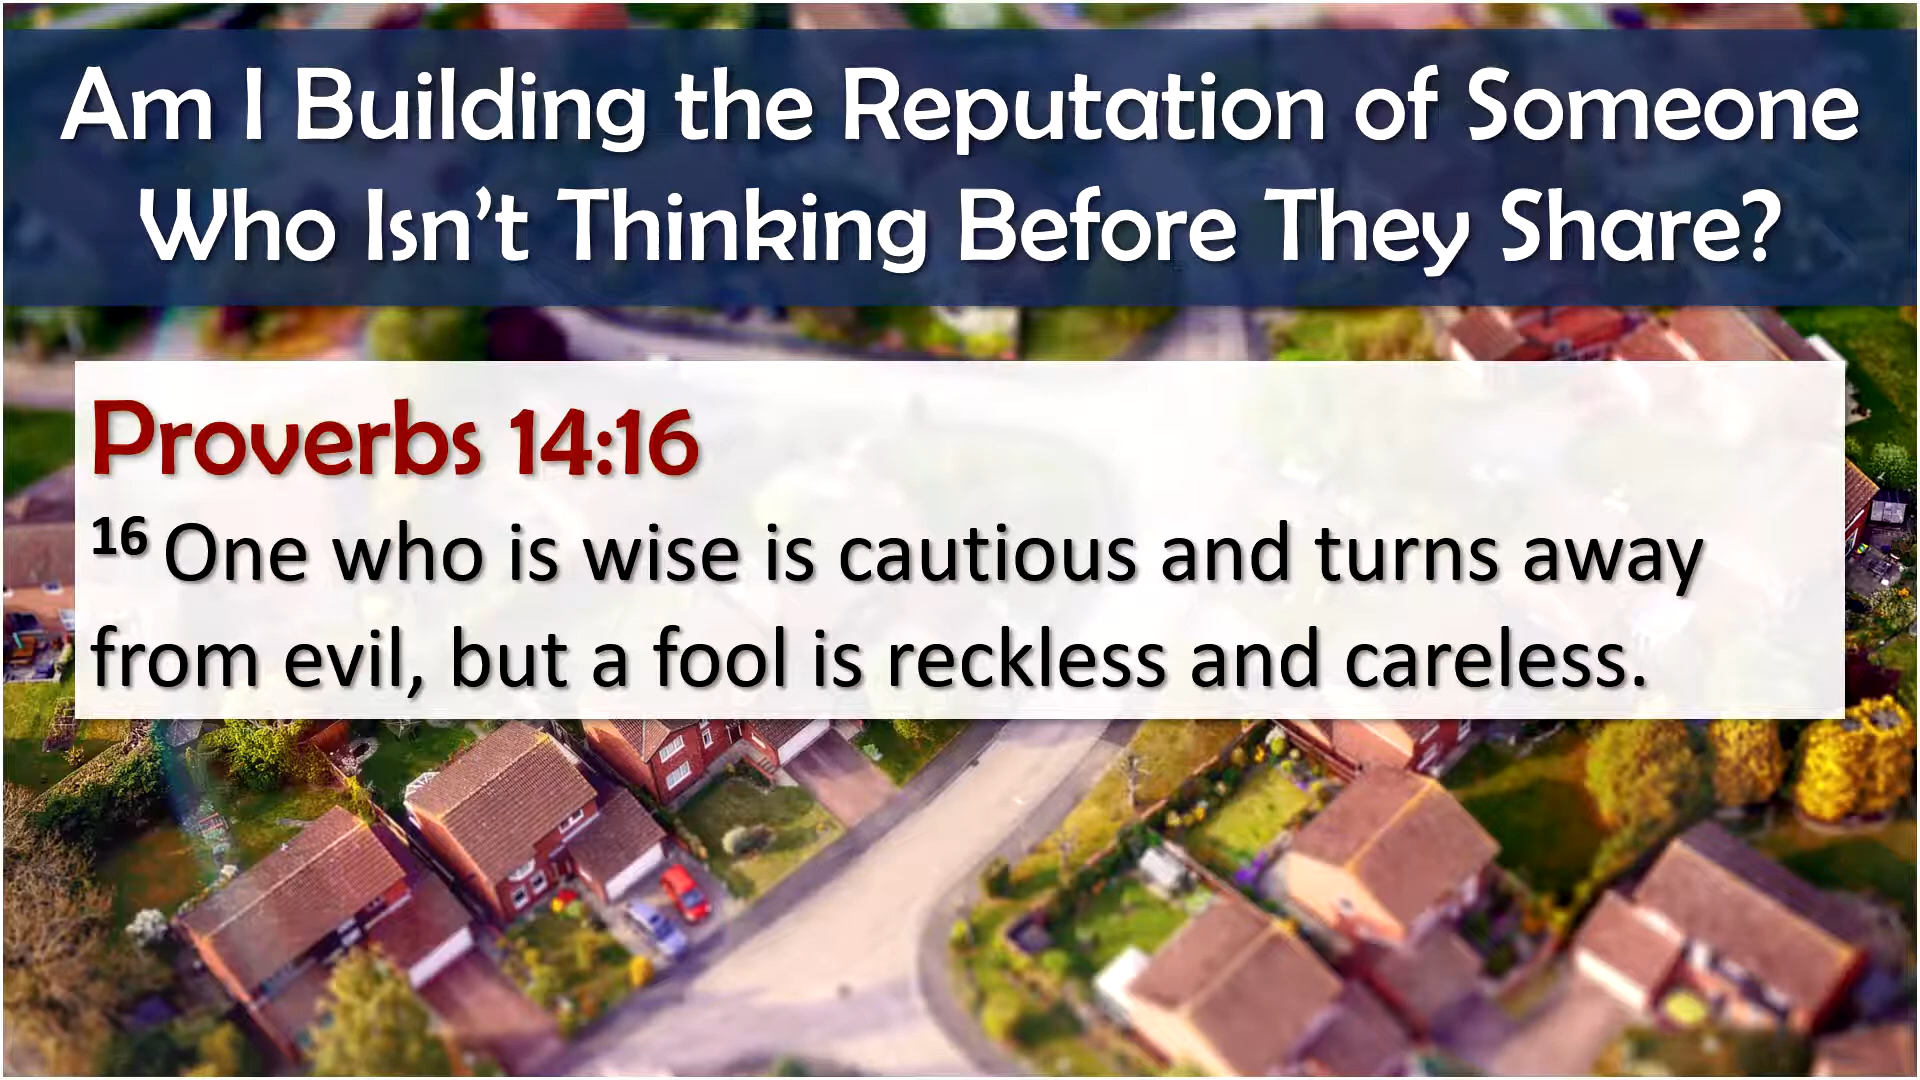 Am I Building the Reputation of Someone
Who Isn’t Thinking Before They Share?
Proverbs 14:16
16 One who is wise is cautious and turns away
from evil, but a fool is reckless and careless.